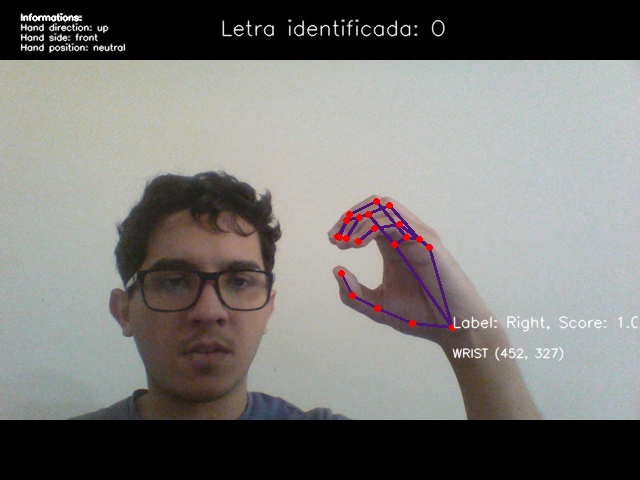 Informations:
Hand direction: up
Hand side: front
Hand position: neutral
Letra identificada: O
Label: Right, Score: 1.0
WRIST (452, 327)